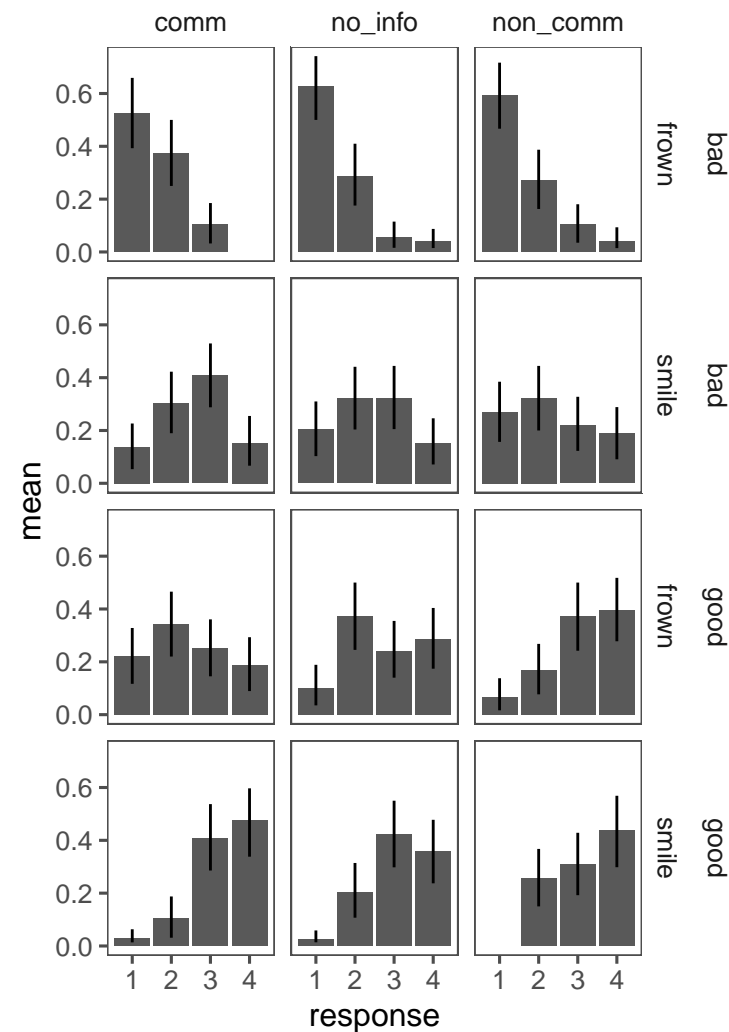 comm no_info non_comm
0.6
0.4
0.2
0.0
frown bad
0.6
0.4
0.2
0.0
smile bad
0.6
0.4
0.2
0.0
frown good
0.6
0.4
0.2
0.0
smile good
mean
1 2 3 4 1 2 3 4 1 2 3 4
response